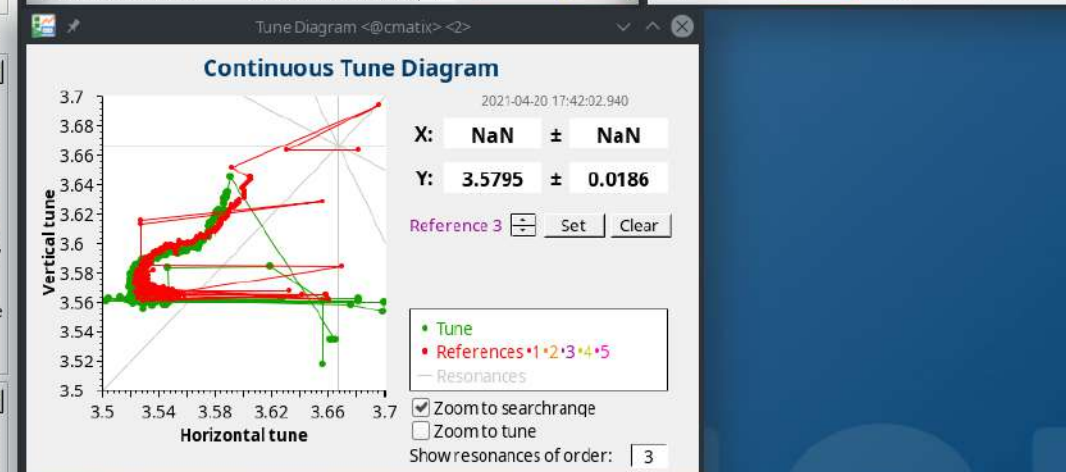 Tune Diagram <@cmatix> <2>
Continuous Tune Diagram
2021-04-20 17:42:02.940
X: NaN ± NaN
Y: 3.5795 ± 0.0186
Reference 3 Set Clear
3.7
3.68
3.66
3.64
3.62
3.6
3.58
3.56
3.54
3.52
3.5
Vertical tune
3.5 3.54 3.58 3.62 3.66 3.7
Horizontal tune
• Tune
• References •1•2•3•4•5
— Resonances
Zoom to searchrange
Zoom to tune
Show resonances of order: 3